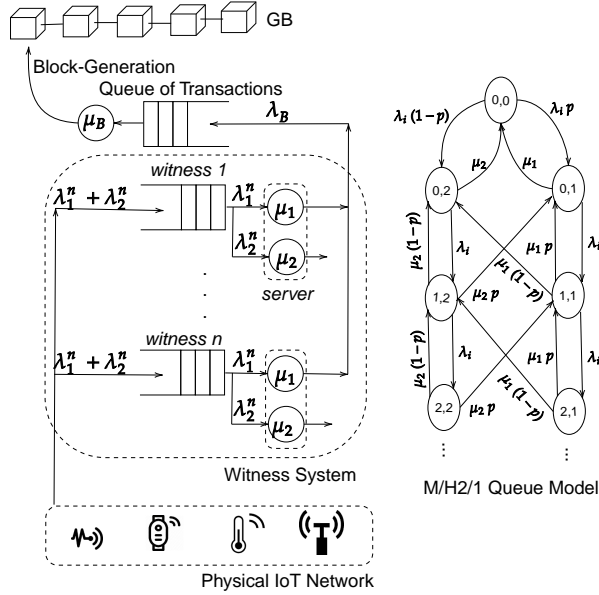 GB
Block-Generation
Queue of Transactions
μ_B
λ_B
witness 1
λ₁ⁿ + λ₂ⁿ
λ₁ⁿ
μ₁
λ₂ⁿ
μ₂
server
witness n
λ₁ⁿ + λ₂ⁿ
λ₁ⁿ
μ₁
λ₂ⁿ
μ₂
Witness System
Physical IoT Network
0,0
λᵢ (1-p)
λᵢ p
μ₂
μ₁
0,2
0,1
μ₂ (1-p)
λᵢ
μ₁ (1-p)
μ₁ p
λᵢ
1,2
μ₂ p
1,1
μ₂ (1-p)
λᵢ
μ₁ p
λᵢ
μ₂ p
μ₁ (1-p)
2,2
2,1
M/H2/1 Queue Model